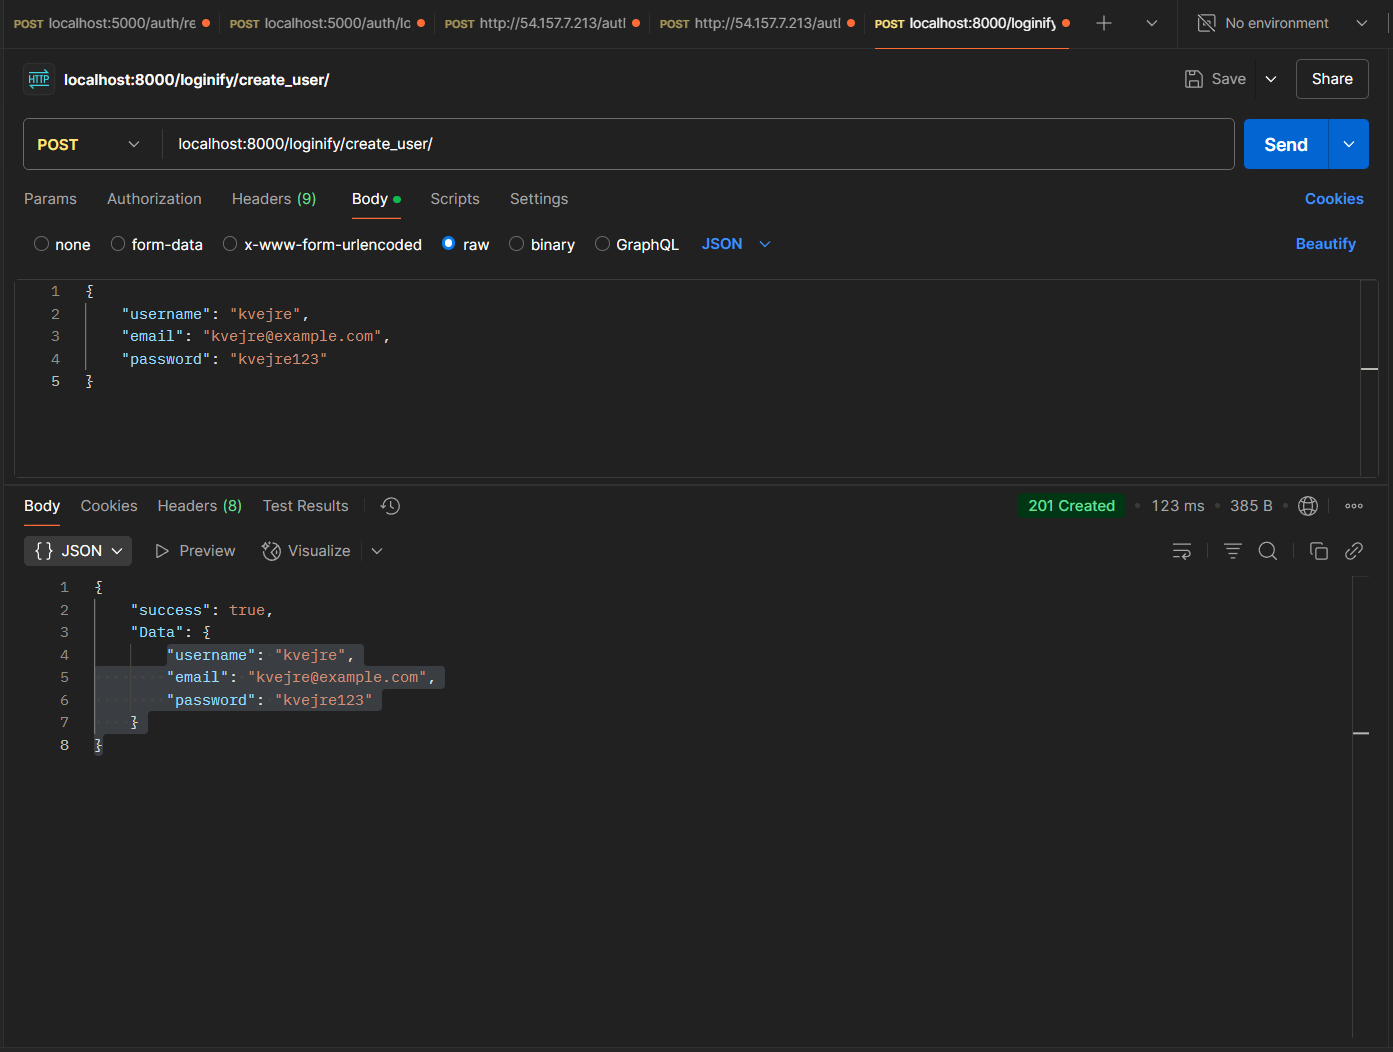 POST localhost:5000/auth/re POST localhost:5000/auth/lo POST http://54.157.7.213/autl POST http://54.157.7.213/autl POST localhost:8000/loginify No environment
HTTP localhost:8000/loginify/create_user/ Save Share
POST localhost:8000/loginify/create_user/ Send
Params Authorization Headers (9) Body Scripts Settings Cookies
none form-data x-www-form-urlencoded raw binary GraphQL JSON Beautify
1 {
2 "username": "kvejre",
3 "email": "kvejre@example.com",
4 "password": "kvejre123"
5 }
Body Cookies Headers (8) Test Results 201 Created • 123 ms • 385 B •
{} JSON Preview Visualize
1 {
2 "success": true,
3 "Data": {
4 "username": "kvejre",
5 "email": "kvejre@example.com",
6 "password": "kvejre123"
7 }
8 }